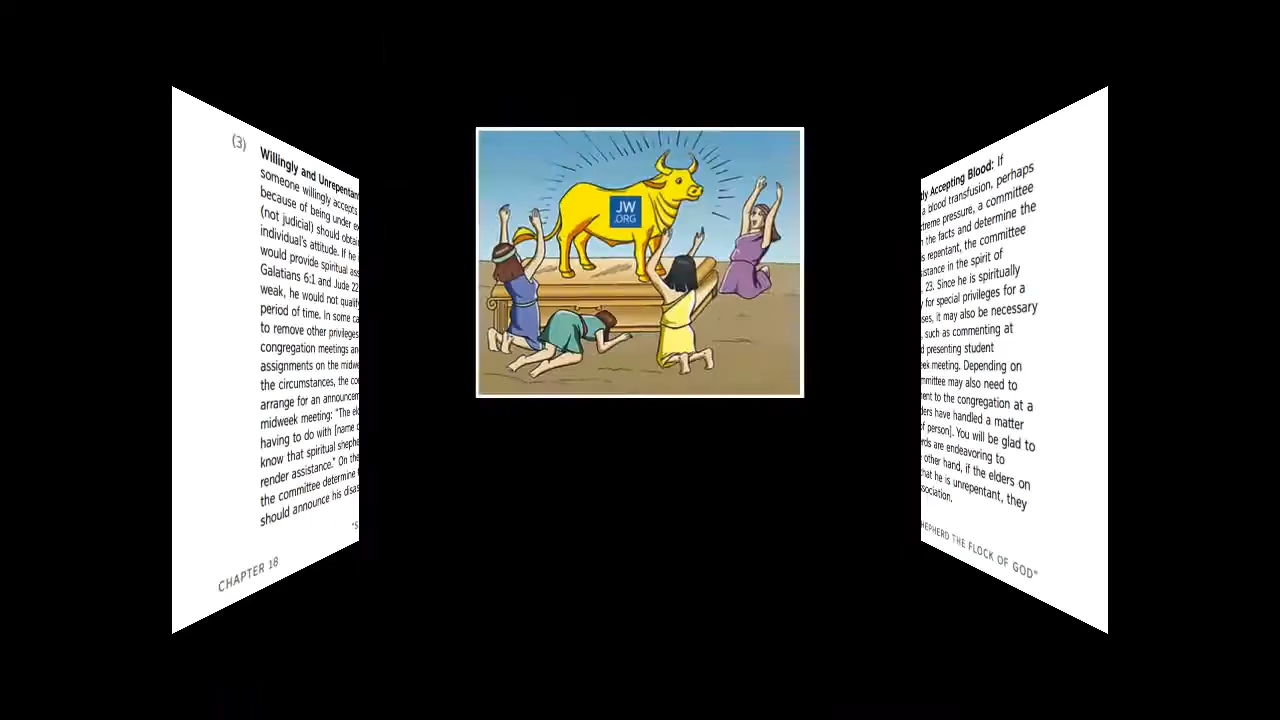 (3)
Willingly and Unrepentan
someone willingly accepts
because of being under ex
(not judicial) should obtai
individual's attitude. If he
would provide spiritual ass
Galatians 6:1 and Jude 22
weak, he would not qualify
period of time. In some ca
to remove other privileges
congregation meetings an
assignments on the midwe
the circumstances, the co
arrange for an announcem
midweek meeting: "The eld
having to do with [name o
know that spiritual shephe
render assistance." On the
the committee determine t
should announce his disas
"S
CHAPTER 18
JW
.ORG
ly Accepting Blood: If
a blood transfusion, perhaps
treme pressure, a committee
n the facts and determine the
is repentant, the committee
istance in the spirit of
, 23. Since he is spiritually
y for special privileges for a
ses, it may also be necessary
, such as commenting at
d presenting student
eek meeting. Depending on
mmittee may also need to
ent to the congregation at a
ders have handled a matter
of person]. You will be glad to
rds are endeavoring to
other hand, if the elders on
hat he is unrepentant, they
sociation.
HEPHERD THE FLOCK OF GOD"